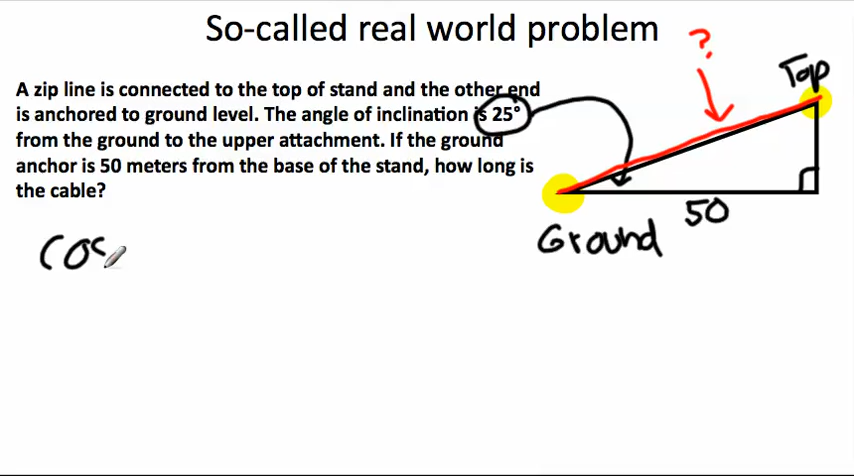 So-called real world problem
?
Top
A zip line is connected to the top of stand and the other end
is anchored to ground level. The angle of inclination is 25°
from the ground to the upper attachment. If the ground
anchor is 50 meters from the base of the stand, how long is
the cable?
50
Ground
cos